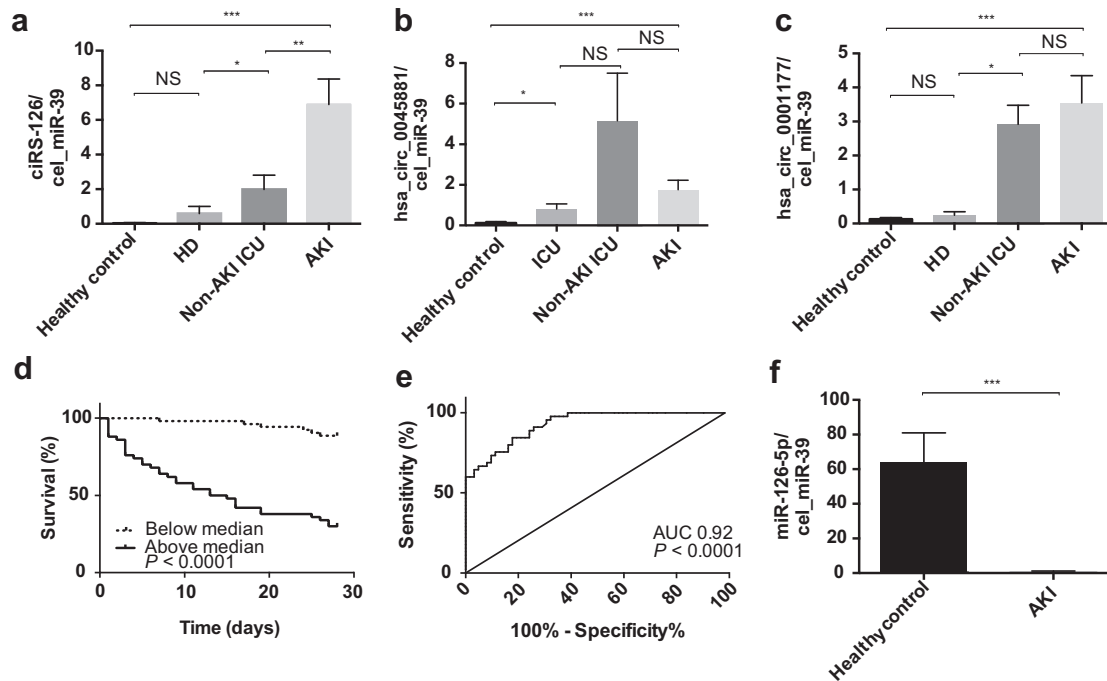 a
ciRS-126/
cel_miR-39
10
8
6
4
2
0
***
**
*
NS
Healthy control
HD
Non-AKI ICU
AKI
b
hsa_circ_0045881/
cel_miR-39
8
6
4
2
0
***
NS
NS
*
Healthy control
ICU
Non-AKI ICU
AKI
c
hsa_circ_0001177/
cel_miR-39
5
4
3
2
1
0
***
NS
*
NS
Healthy control
HD
Non-AKI ICU
AKI
d
Survival (%)
100
50
0
Below median
Above median
P < 0.0001
0
10
20
30
Time (days)
e
Sensitivity (%)
100
50
0
AUC 0.92
P < 0.0001
0
20
40
60
80
100
100% - Specificity%
f
miR-126-5p/
cel_miR-39
100
80
60
40
20
0
***
Healthy control
AKI